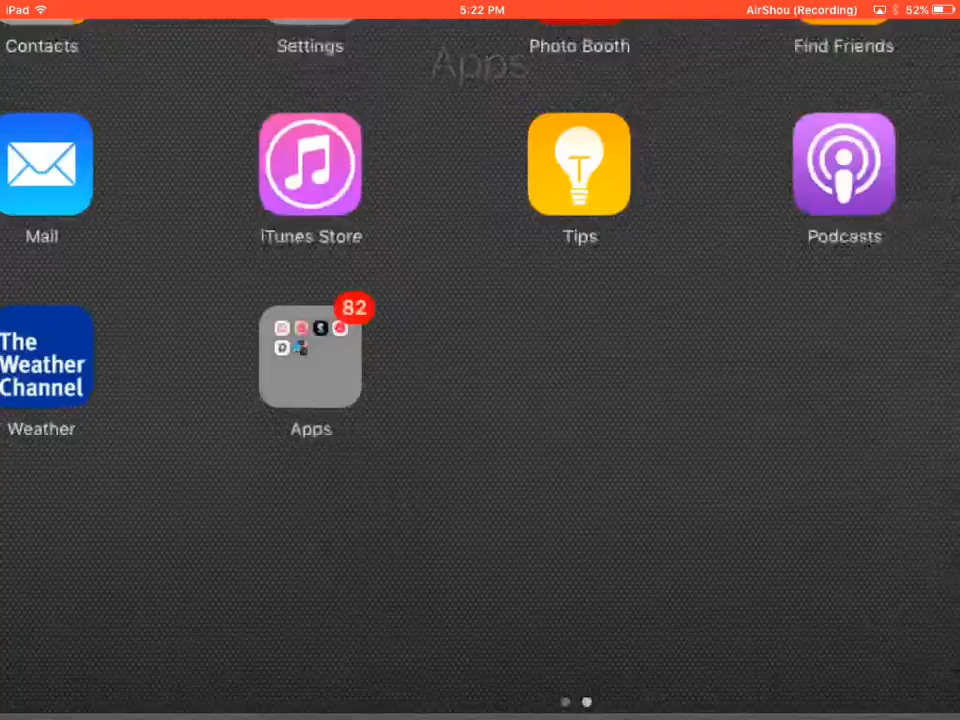 iPad 5:22 PM AirShou (Recording) 52%
Contacts Settings Photo Booth Find Friends
Apps
Mail iTunes Store Tips Podcasts
82
The
Weather
Channel
Weather Apps